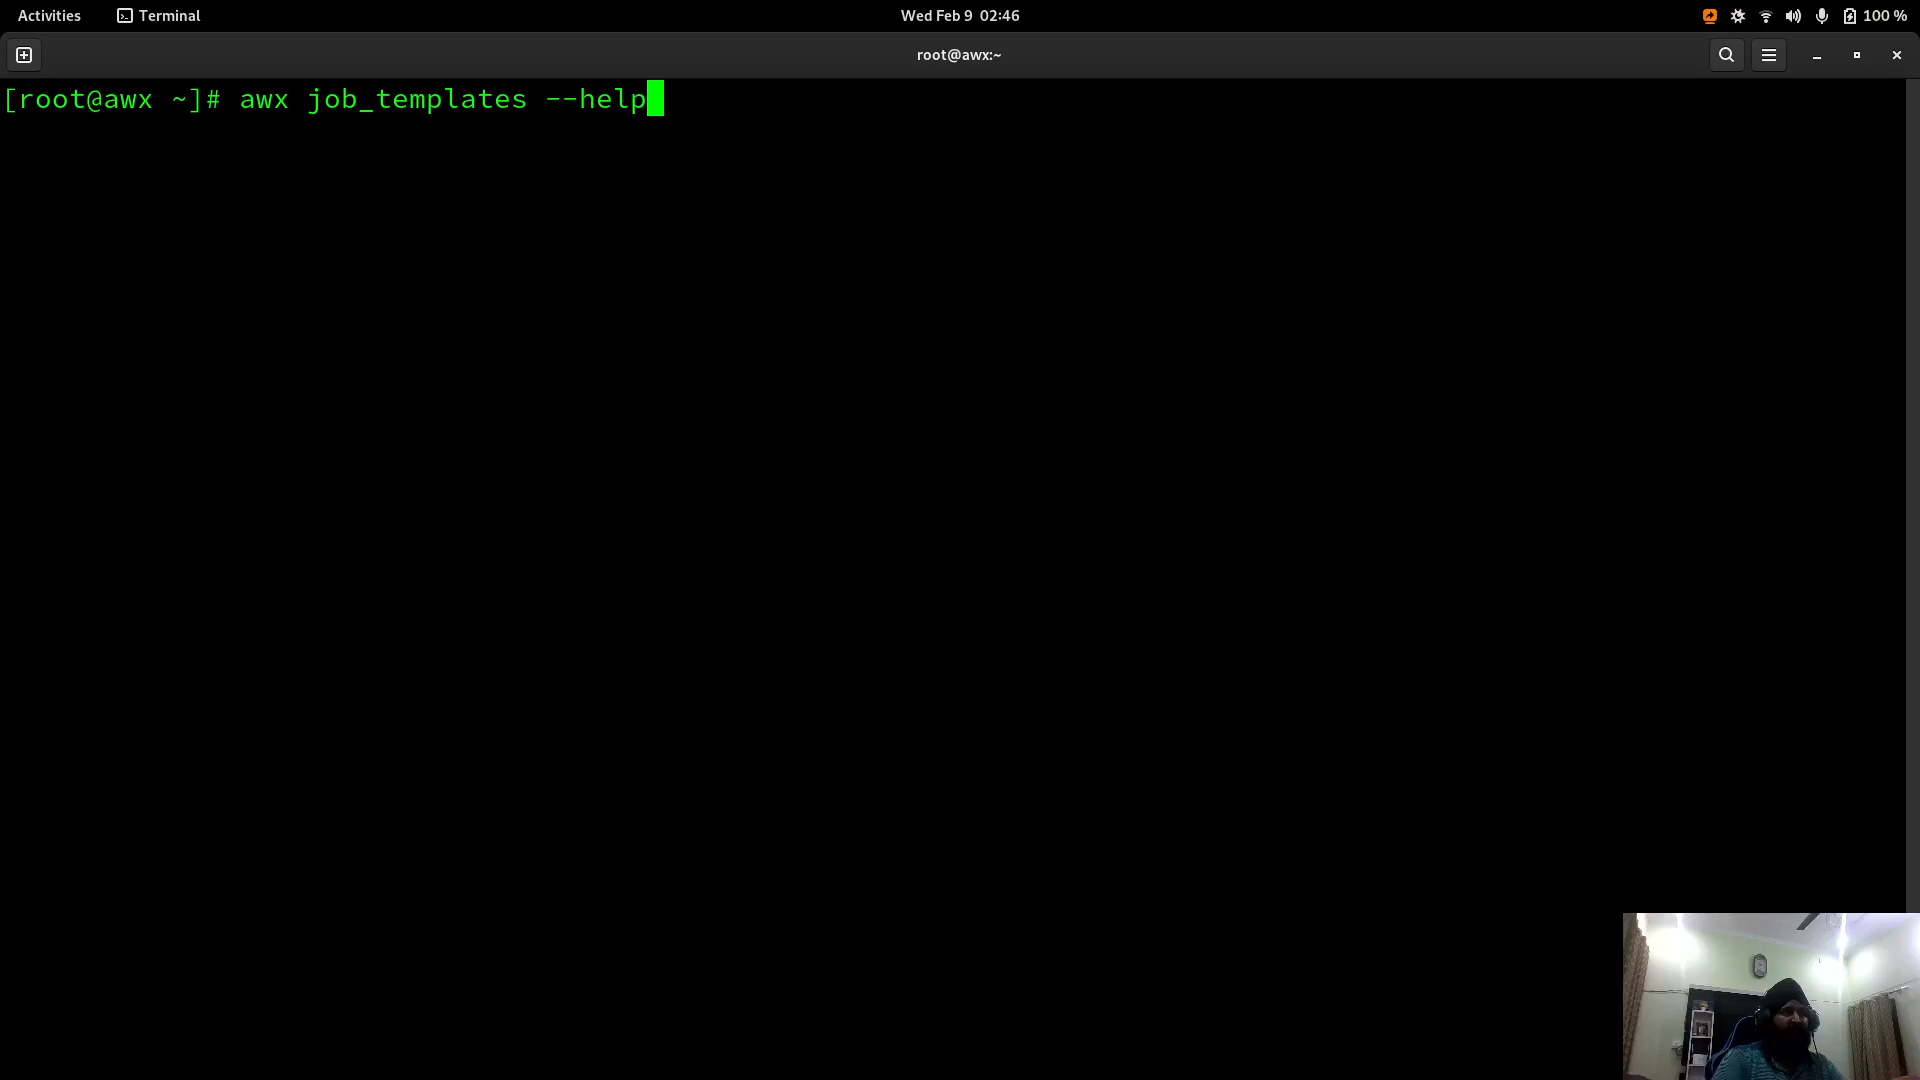 Activities Terminal Wed Feb 9 02:46 100 %
root@awx:~
[root@awx ~]# awx job_templates --help